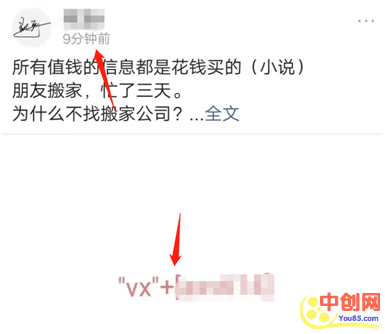 9分钟前
所有值钱的信息都是花钱买的（小说）
朋友搬家，忙了三天。
为什么不找搬家公司？...全文
"vx"+
中创网
You85.com